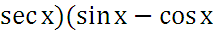 sec x)(sin x − cos x